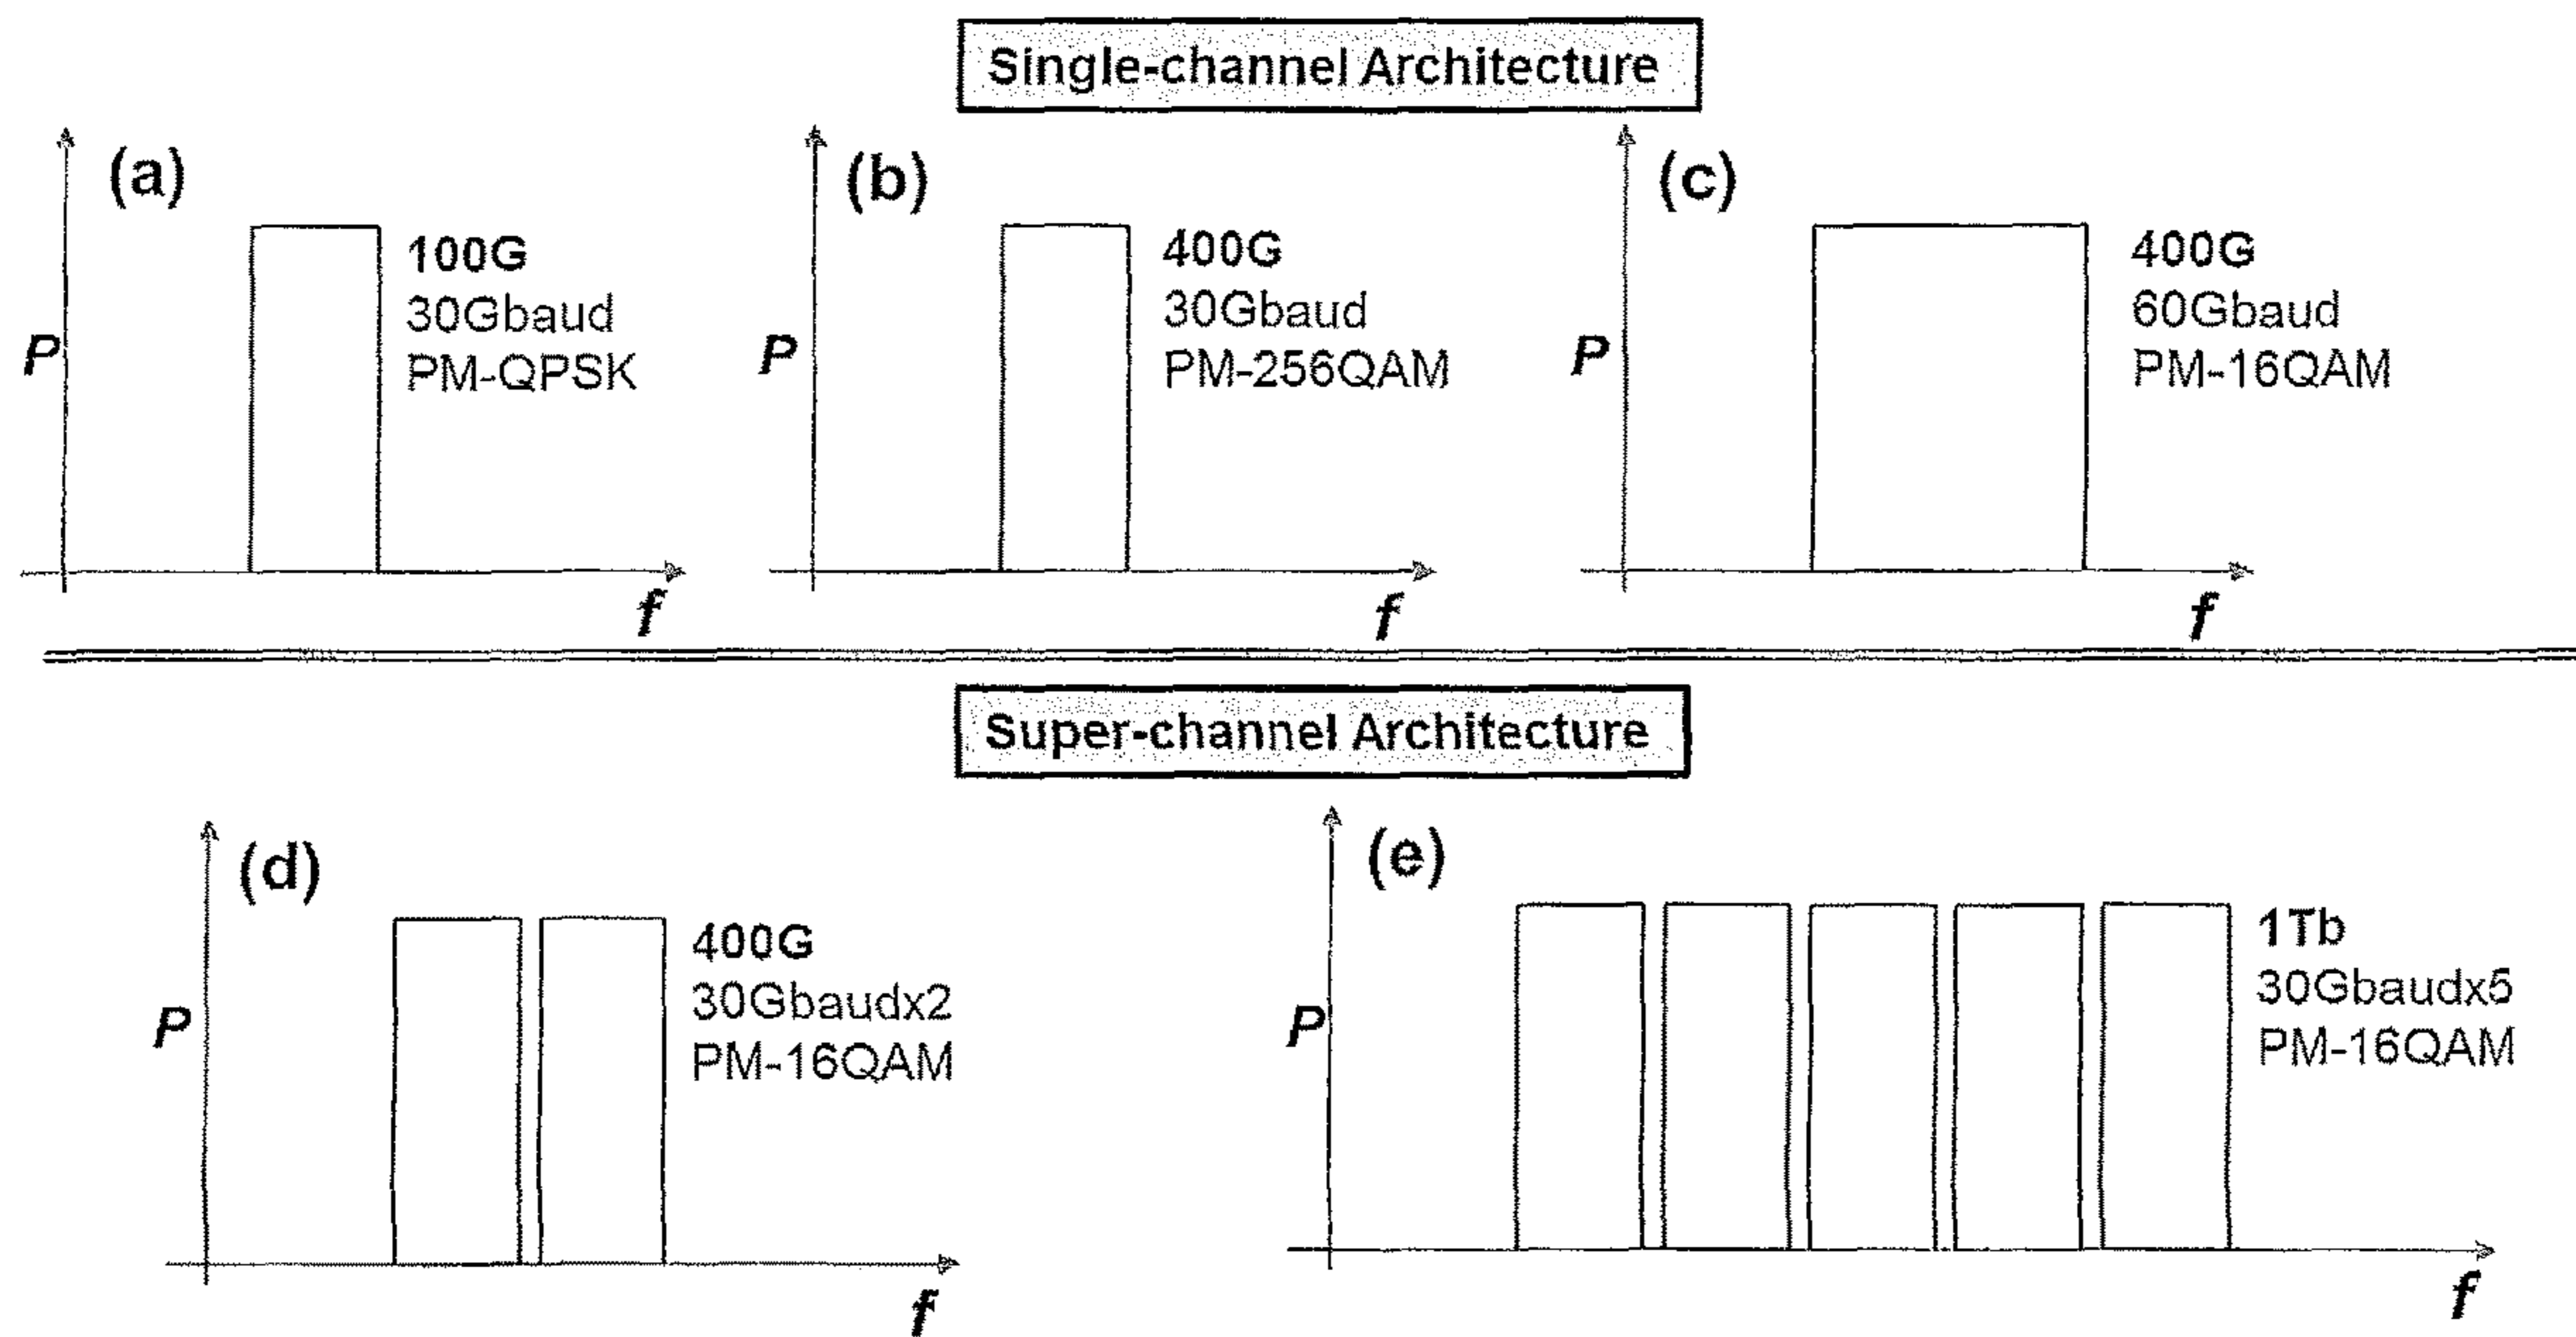 Single-channel Architecture
(a)
100G
30Gbaud
PM-QPSK
P
f
(b)
400G
30Gbaud
PM-256QAM
P
f
(c)
400G
60Gbaud
PM-16QAM
P
f
Super-channel Architecture
(d)
400G
30Gbaudx2
PM-16QAM
P
f
(e)
1Tb
30Gbaudx5
PM-16QAM
P
f